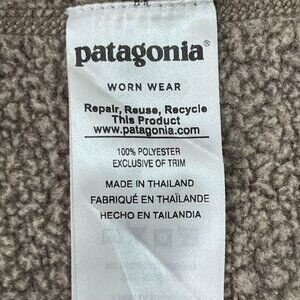 patagonia®
WORN WEAR
Repair, Reuse, Recycle
This Product
www.patagonia.com
100% POLYESTER
EXCLUSIVE OF TRIM
MADE IN THAILAND
FABRIQUÉ EN THAÏLANDE
HECHO EN TAILANDIA